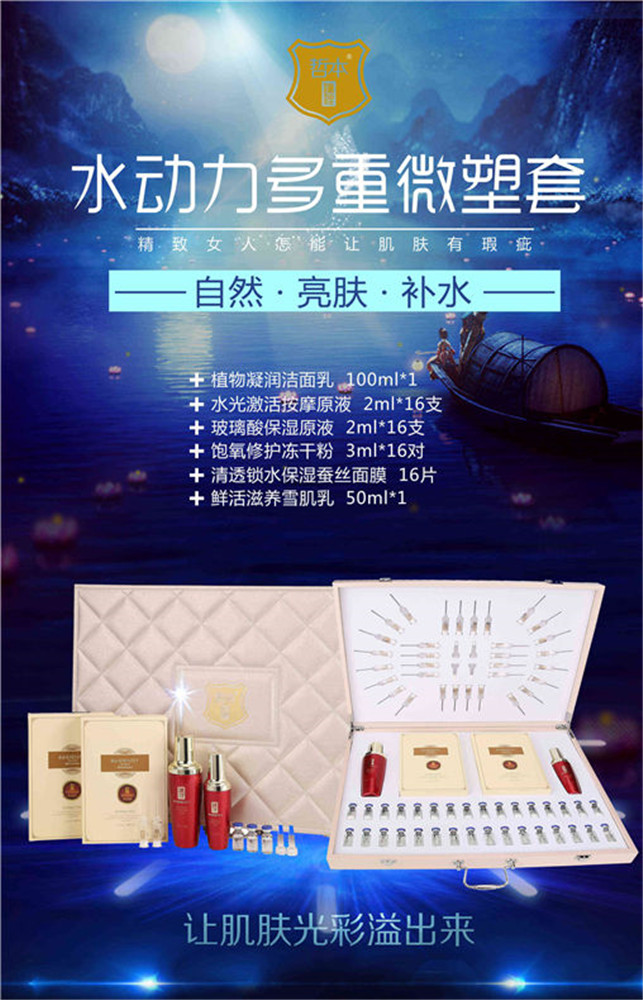 哲水
水动力多重微塑套
精致女人怎能让肌肤有瑕疵
自然·亮肤·补水
+ 植物凝润洁面乳 100ml*1
+ 水光激活按摩原液 2ml*16支
+ 玻璃酸保湿原液 2ml*16支
+ 饱氧修护冻干粉 3ml*16对
+ 清透锁水保湿蚕丝面膜 16片
+ 鲜活滋养雪肌乳 50ml*1
让肌肤光彩溢出来